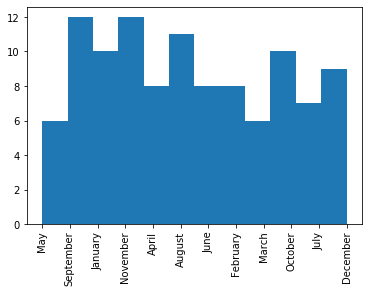 12
10
8
6
4
2
0
May
September
January
November
April
August
June
February
March
October
July
December